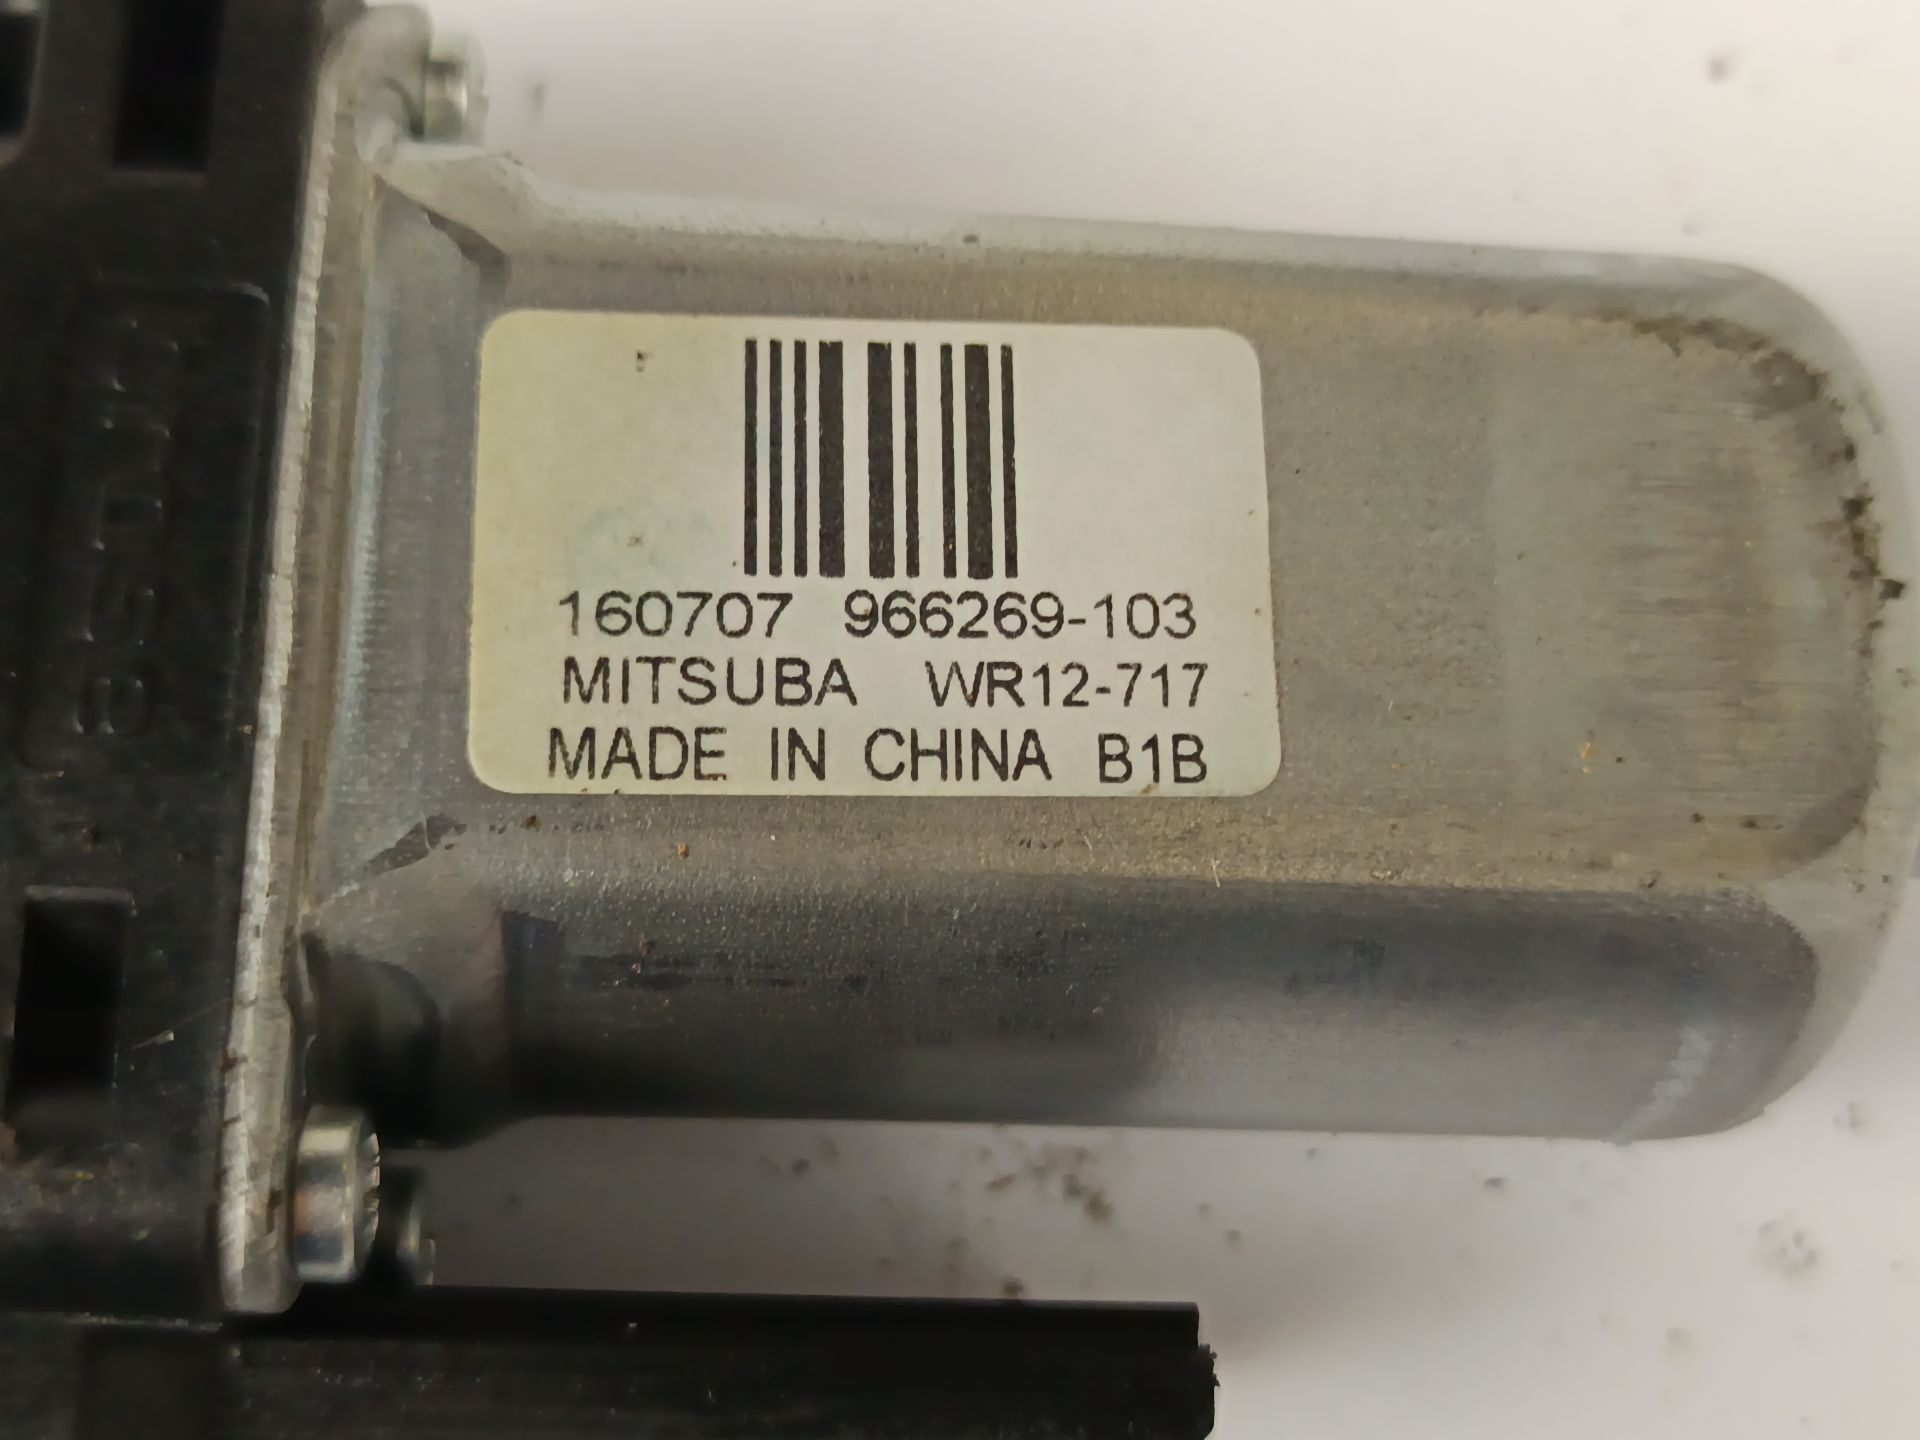 160707 966269-103
MITSUBA WR12-717
MADE IN CHINA B1B